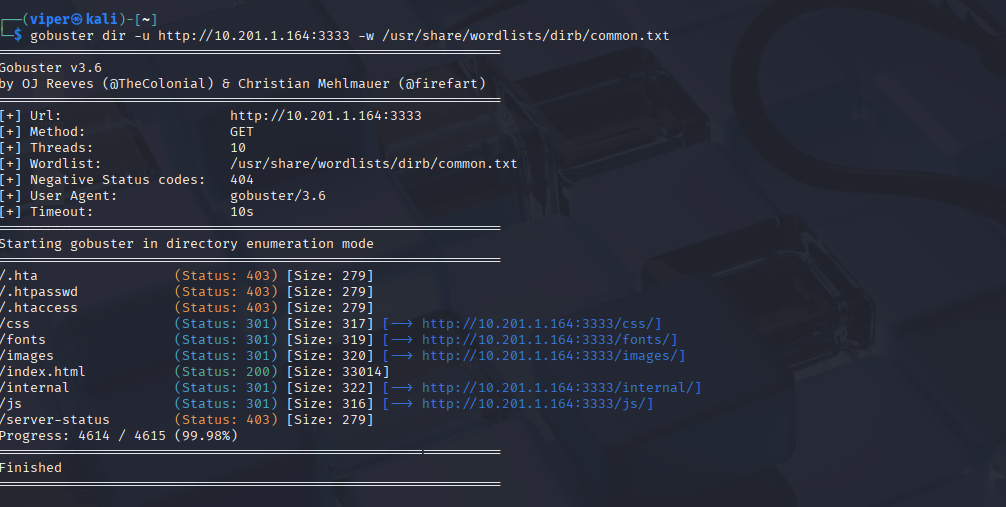 ┌──(viper㉿kali)-[~]
└─$ gobuster dir -u http://10.201.1.164:3333 -w /usr/share/wordlists/dirb/common.txt
===============================================================
Gobuster v3.6
by OJ Reeves (@TheColonial) & Christian Mehlmauer (@firefart)
===============================================================
[+] Url:                     http://10.201.1.164:3333
[+] Method:                  GET
[+] Threads:                 10
[+] Wordlist:                /usr/share/wordlists/dirb/common.txt
[+] Negative Status codes:   404
[+] User Agent:              gobuster/3.6
[+] Timeout:                 10s
===============================================================
Starting gobuster in directory enumeration mode
===============================================================
/.hta                 (Status: 403) [Size: 279]
/.htpasswd            (Status: 403) [Size: 279]
/.htaccess            (Status: 403) [Size: 279]
/css                  (Status: 301) [Size: 317] [--> http://10.201.1.164:3333/css/]
/fonts                (Status: 301) [Size: 319] [--> http://10.201.1.164:3333/fonts/]
/images               (Status: 301) [Size: 320] [--> http://10.201.1.164:3333/images/]
/index.html           (Status: 200) [Size: 33014]
/internal             (Status: 301) [Size: 322] [--> http://10.201.1.164:3333/internal/]
/js                   (Status: 301) [Size: 316] [--> http://10.201.1.164:3333/js/]
/server-status        (Status: 403) [Size: 279]
Progress: 4614 / 4615 (99.98%)
===============================================================
Finished
===============================================================